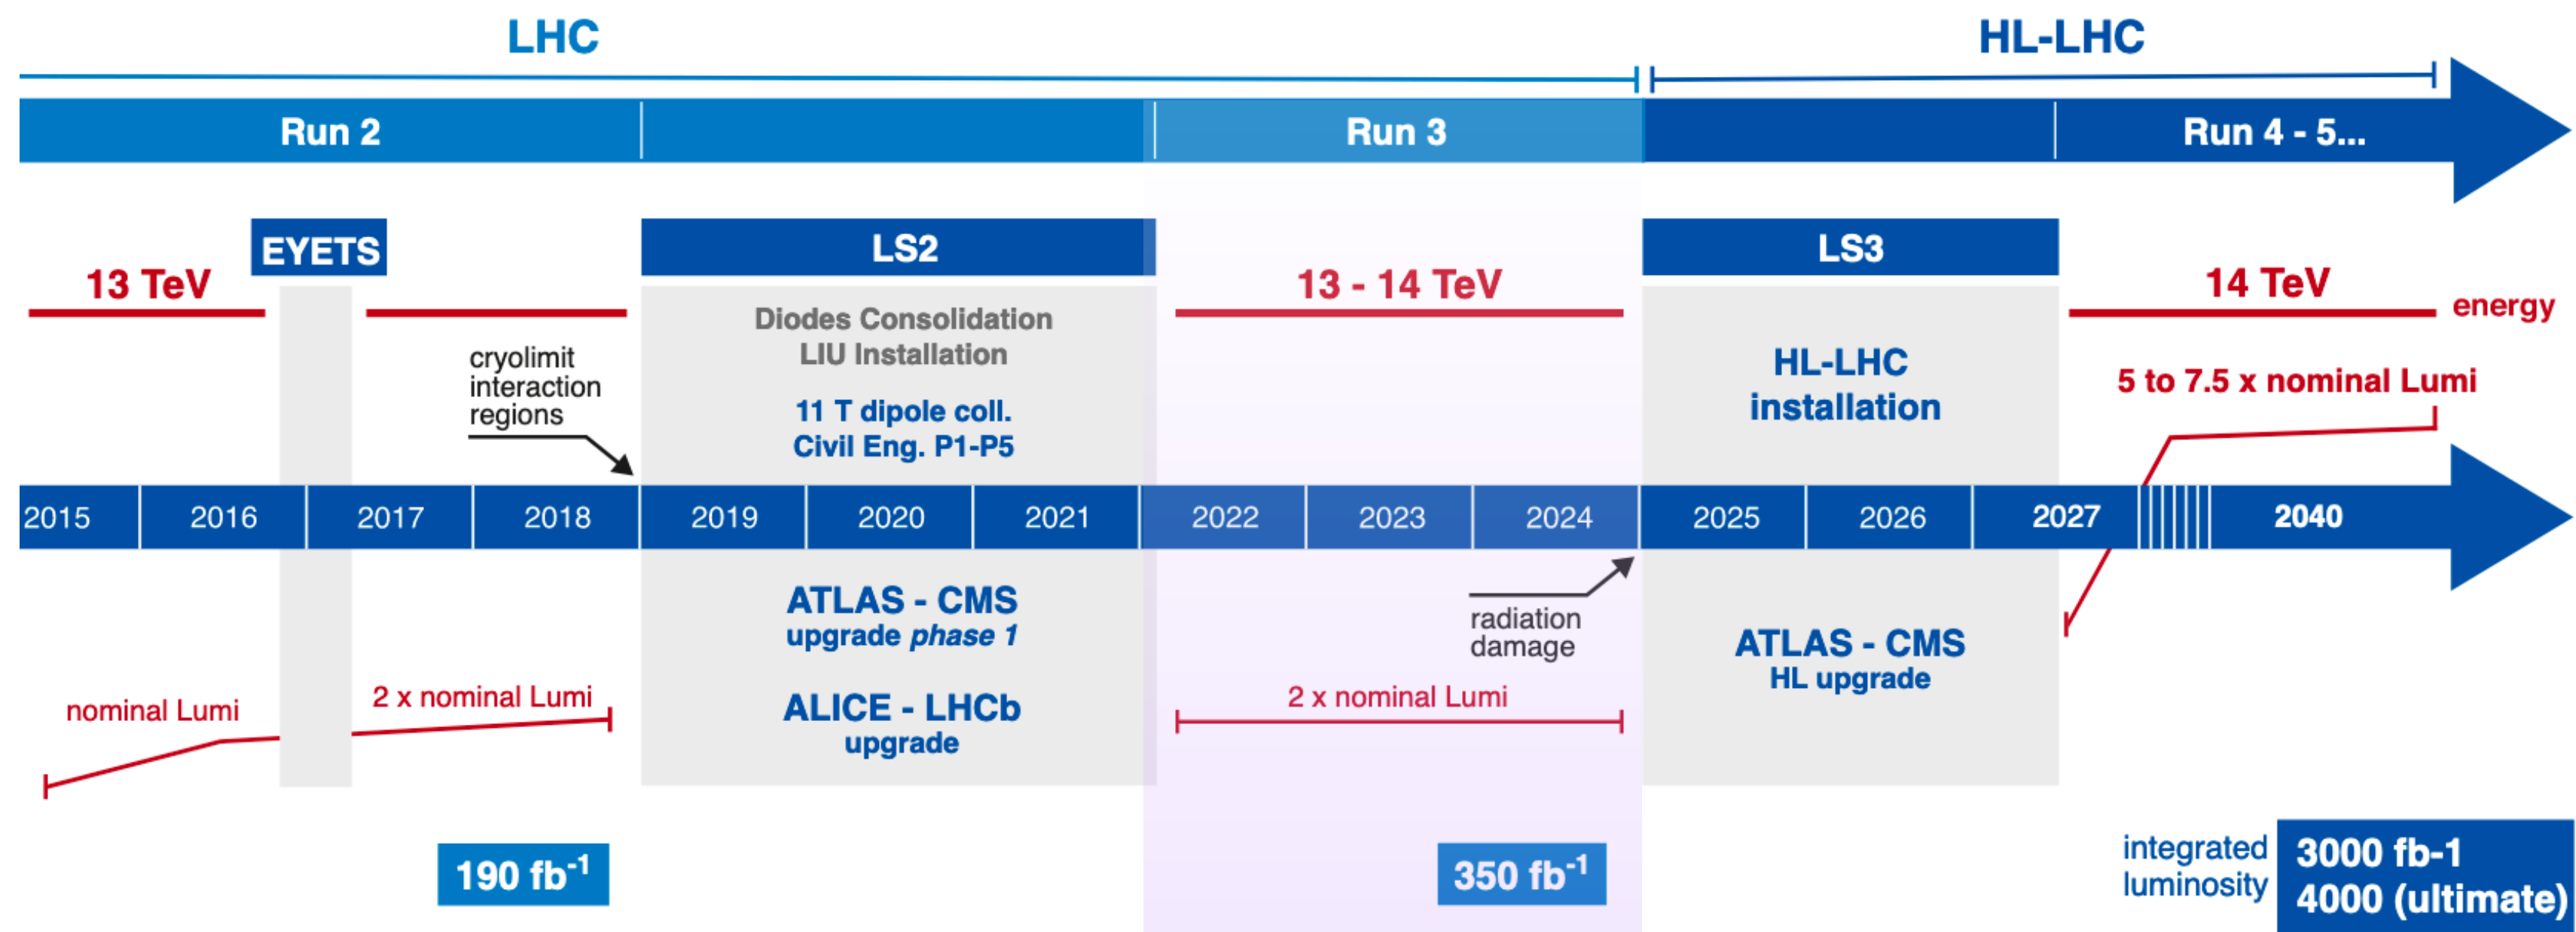 LHC
HL-LHC
Run 2
Run 3
Run 4 - 5...
EYETS
LS2
LS3
13 TeV
13 - 14 TeV
14 TeV
energy
Diodes Consolidation
LIU Installation
11 T dipole coll.
Civil Eng. P1-P5
cryolimit
interaction
regions
HL-LHC
installation
5 to 7.5 x nominal Lumi
2015
2016
2017
2018
2019
2020
2021
2022
2023
2024
2025
2026
2027
2040
ATLAS - CMS
upgrade phase 1
ALICE - LHCb
upgrade
radiation
damage
ATLAS - CMS
HL upgrade
nominal Lumi
2 x nominal Lumi
2 x nominal Lumi
190 fb-1
350 fb-1
integrated
luminosity
3000 fb-1
4000 (ultimate)